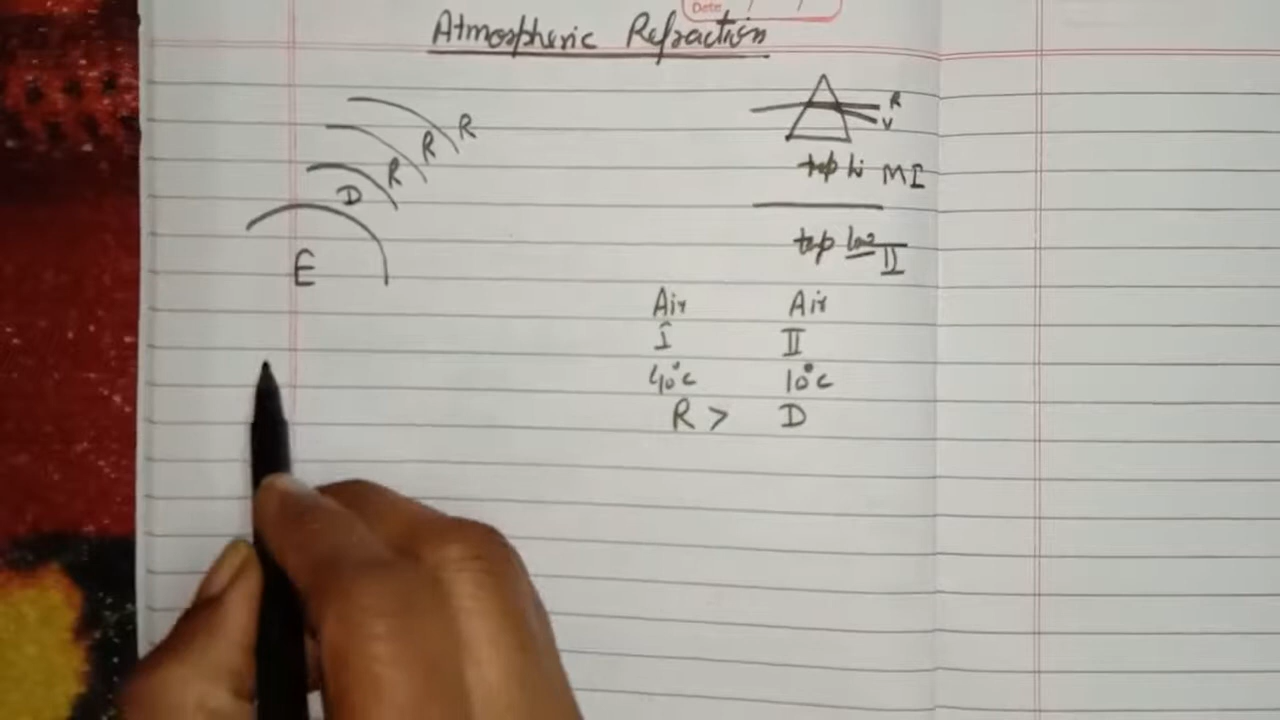 Date / /
Atmospheric Refraction
R
R
R
D
E
R
V
MI
II
Air Air
I II
40°C 10°C
R > D